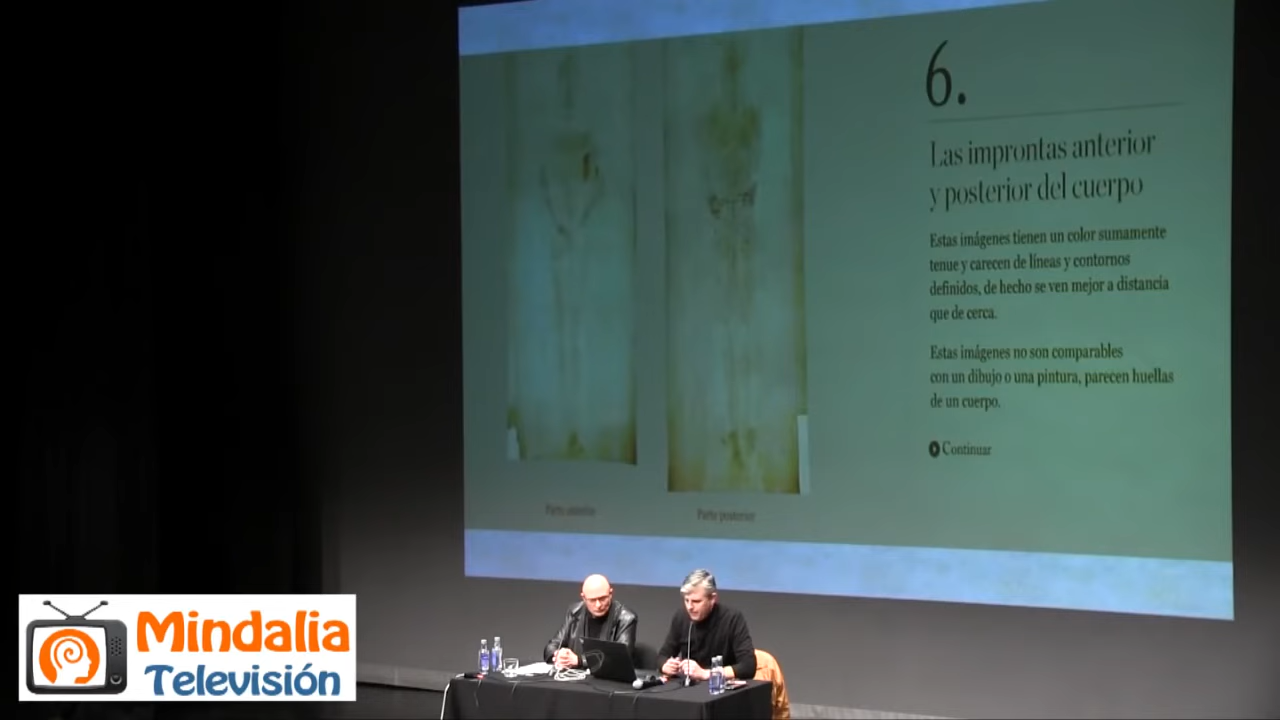 6.
Las improntas anterior
y posterior del cuerpo
Estas imágenes tienen un color sumamente
tenue y carecen de líneas y contornos
definidos, de hecho se ven mejor a distancia
que de cerca.
Estas imágenes no son comparables
con un dibujo o una pintura, parecen huellas
de un cuerpo.
Continuar
Parte anterior
Parte posterior
Mindalia
Televisión